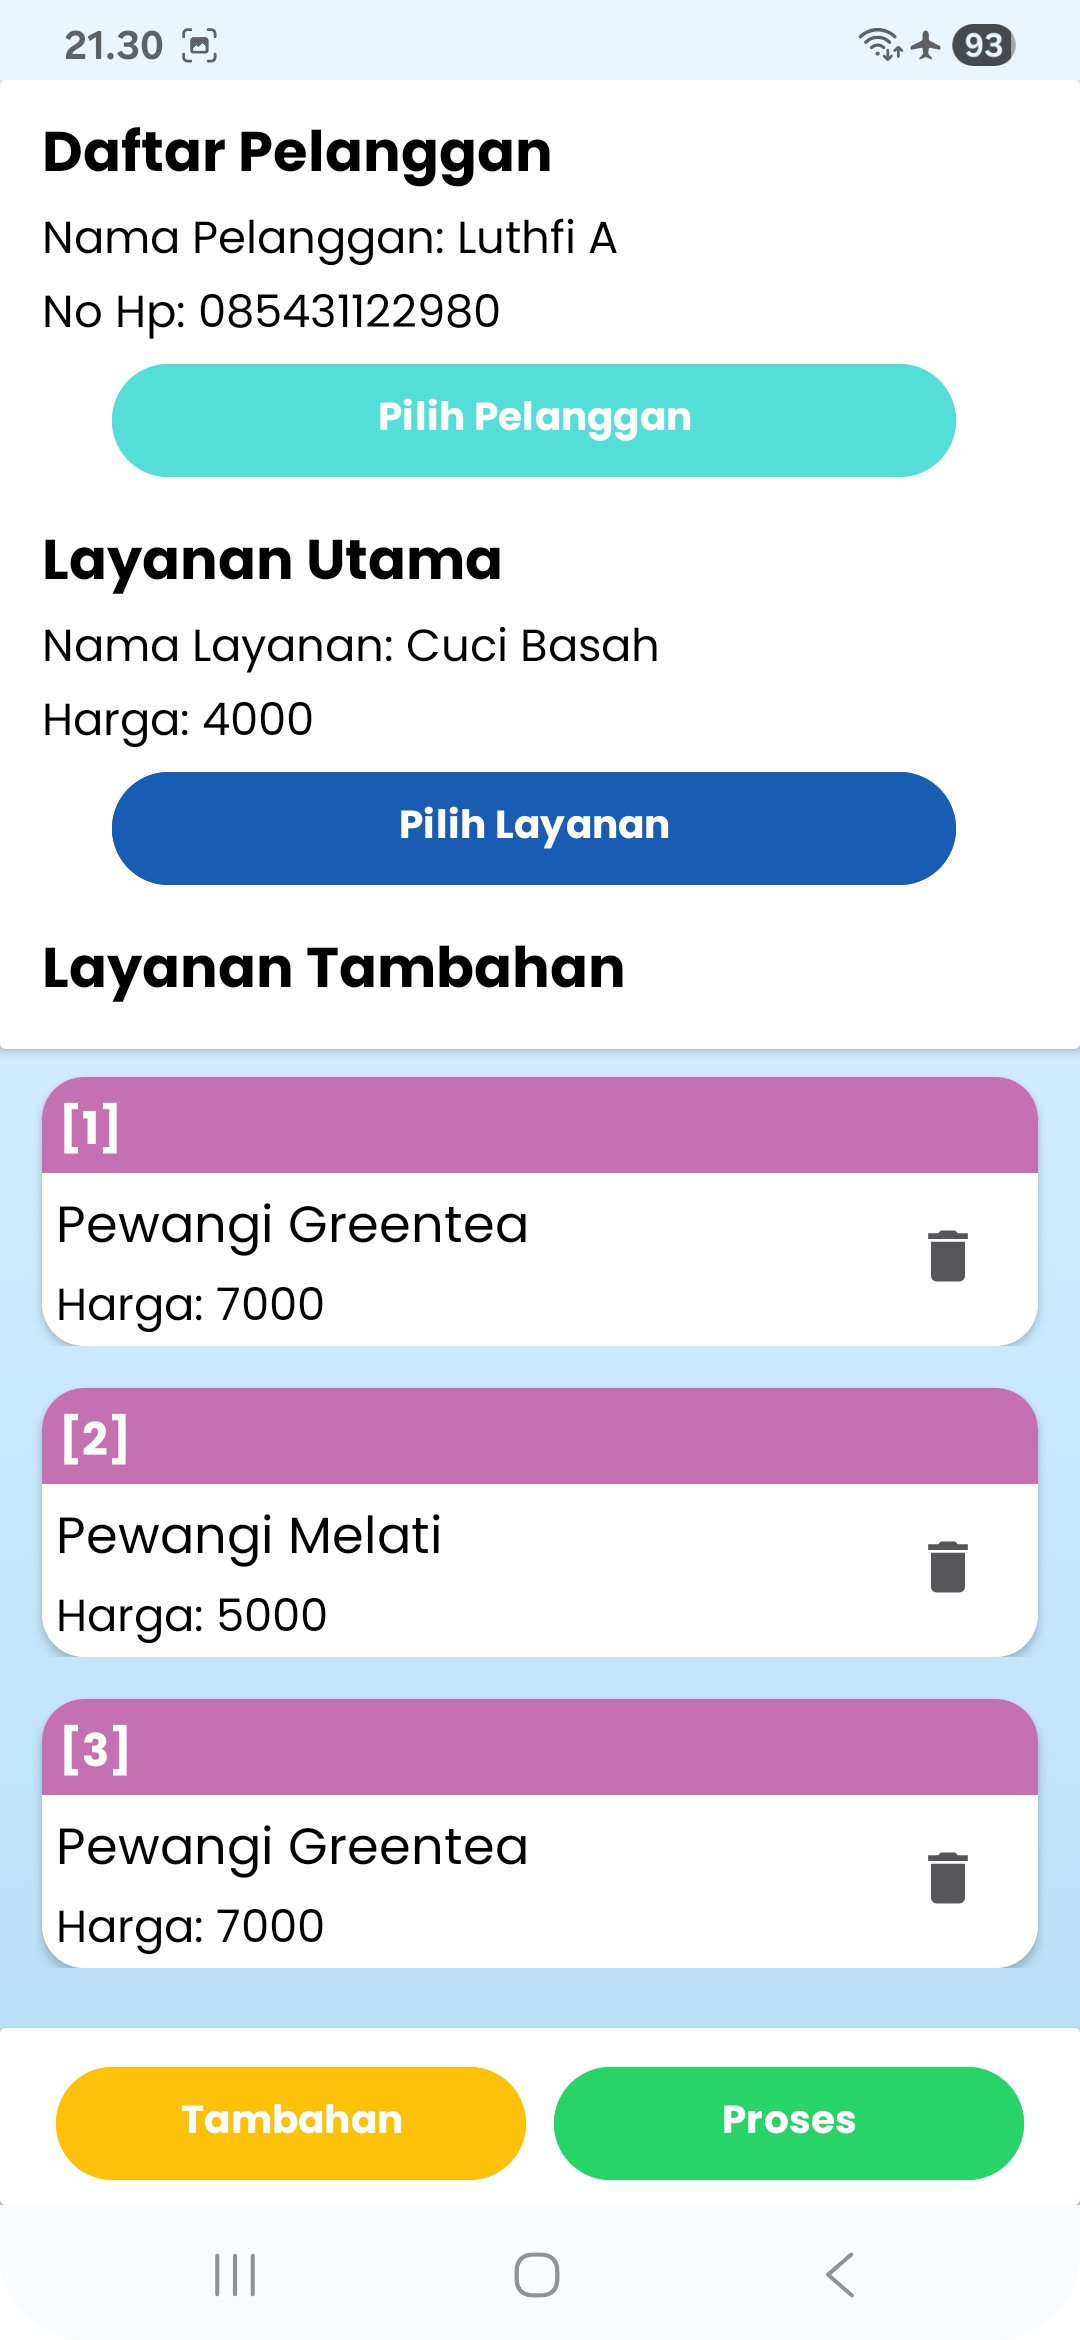 21.30
93
Daftar Pelanggan
Nama Pelanggan: Luthfi A
No Hp: 085431122980
Pilih Pelanggan
Layanan Utama
Nama Layanan: Cuci Basah
Harga: 4000
Pilih Layanan
Layanan Tambahan
[1]
Pewangi Greentea
Harga: 7000
[2]
Pewangi Melati
Harga: 5000
[3]
Pewangi Greentea
Harga: 7000
Tambahan
Proses